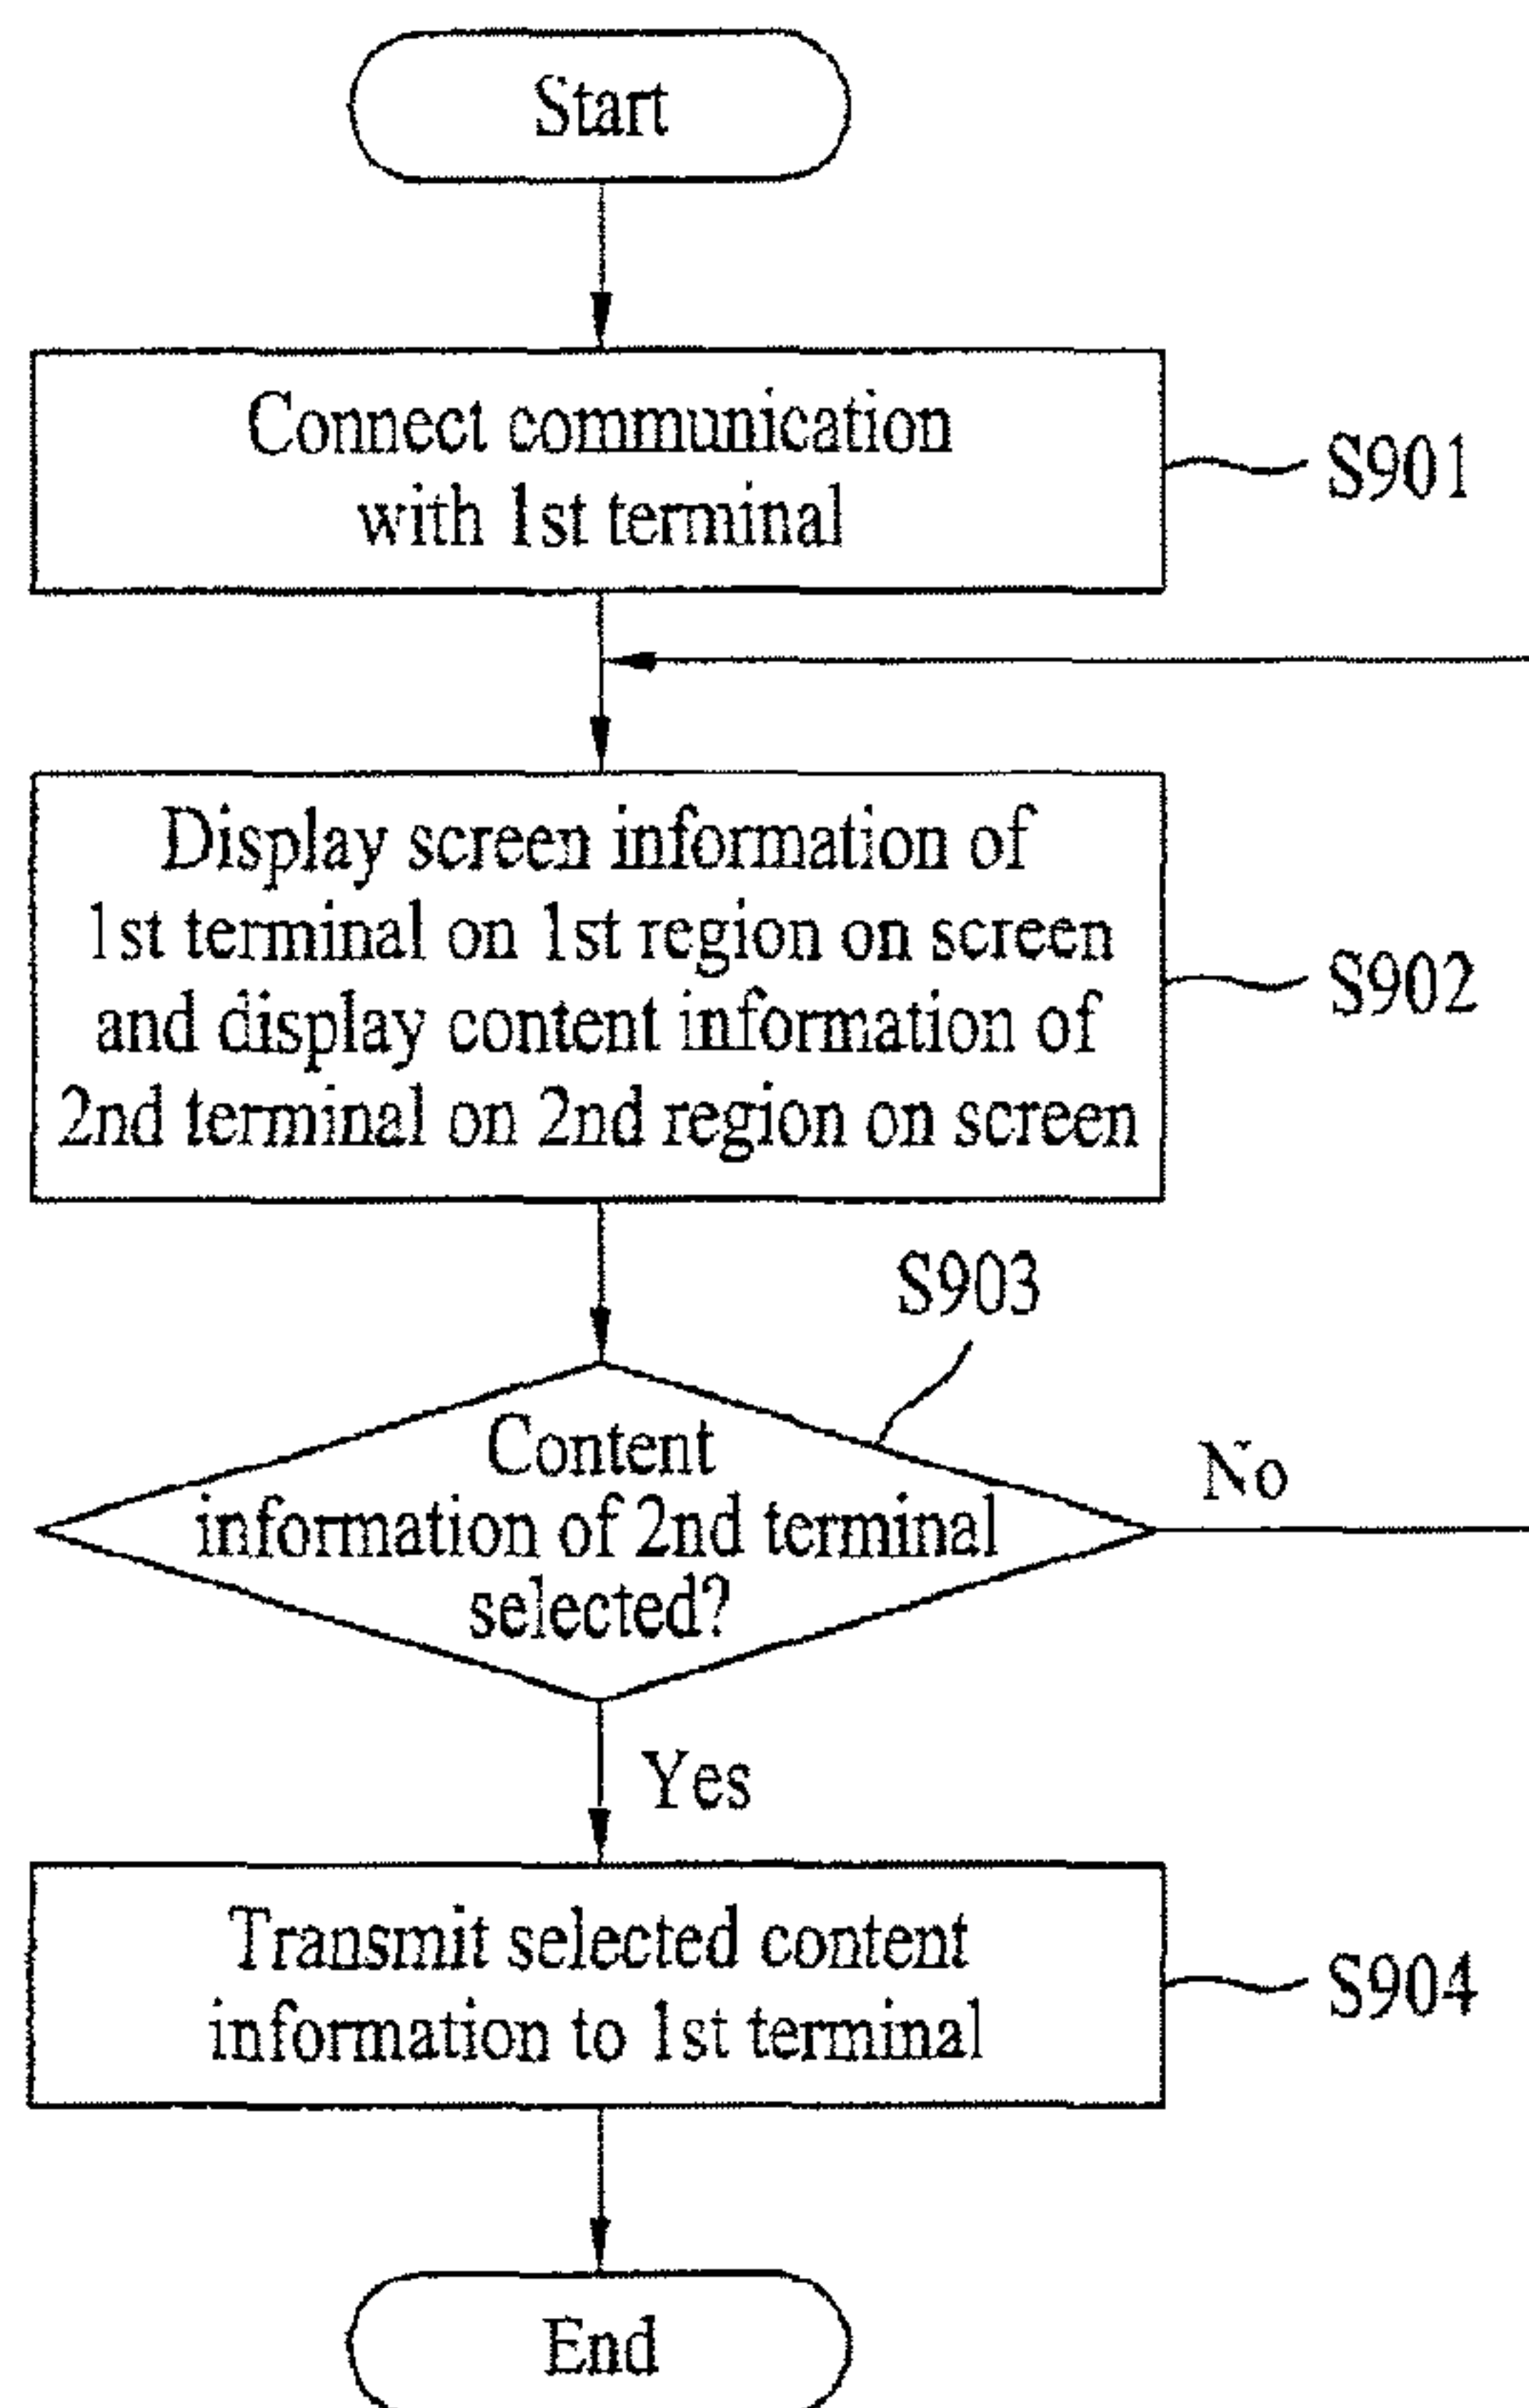 Start
Connect communication
with 1st terminal
S901
Display screen information of
1st terminal on 1st region on screen
and display content information of
2nd terminal on 2nd region on screen
S902
S903
Content
information of 2nd terminal
selected?
No
Yes
Transmit selected content
information to 1st terminal
S904
End